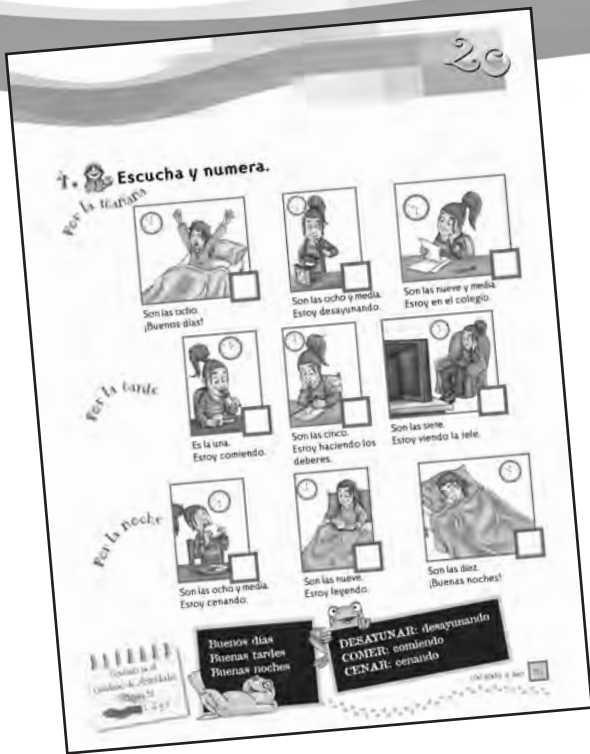 20
1. Escucha y numera.
Por la mañana
Son las ocho.
¡Buenos días!
Son las ocho y media.
Estoy desayunando.
Son las nueve y media.
Estoy en el colegio.
Por la tarde
Es la una.
Estoy comiendo.
Son las cinco.
Estoy haciendo los
deberes.
Son las siete.
Estoy viendo la tele.
Por la noche
Son las ocho y media.
Estoy cenando.
Son las nueve.
Estoy leyendo.
Son las diez.
¡Buenas noches!
Buenos días
Buenas tardes
Buenas noches
DESAYUNAR: desayunando
COMER: comiendo
CENAR: cenando
Cuaderno de Actividades